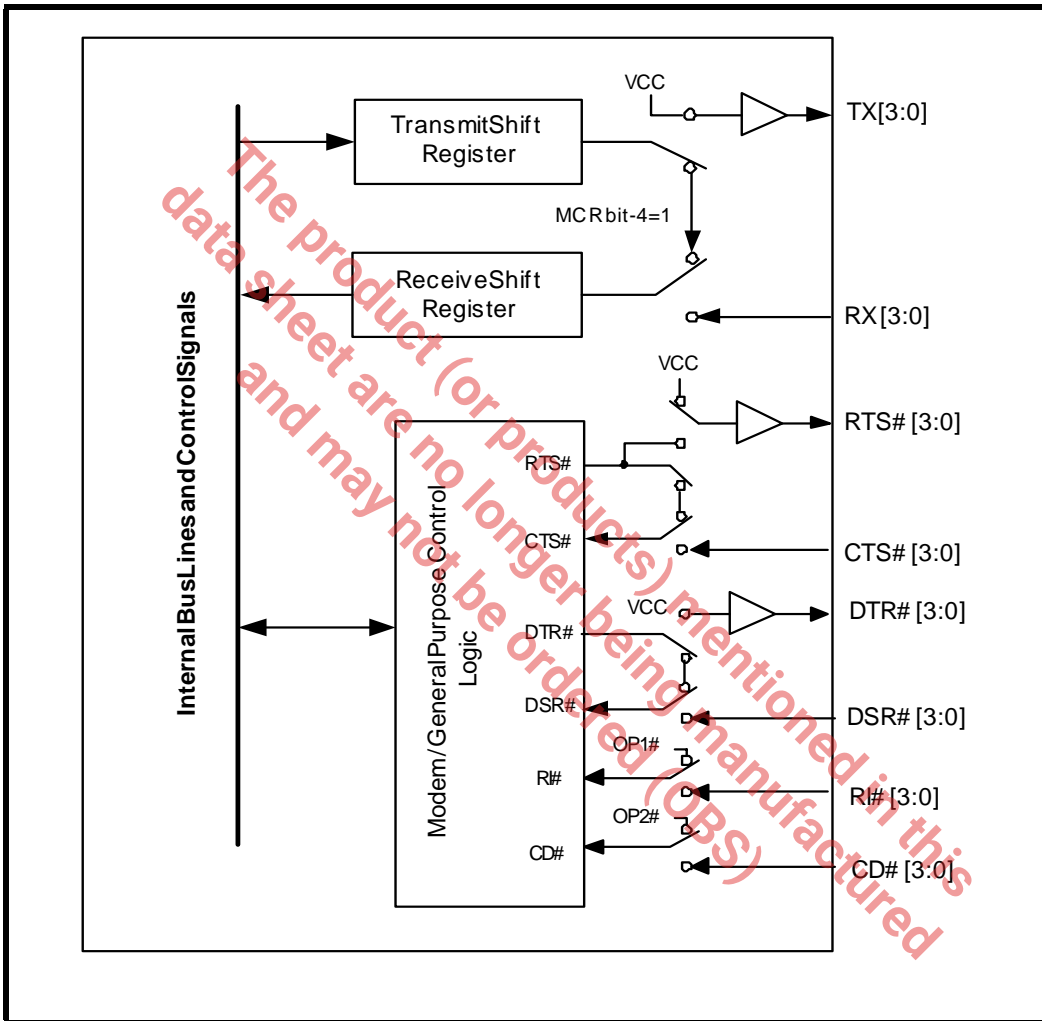 VCC
TX[3:0]
TransmitShift
Register
MCRbit-4=1
ReceiveShift
Register
RX[3:0]
VCC
RTS# [3:0]
RTS#
CTS#
CTS# [3:0]
VCC
DTR# [3:0]
DTR#
DSR#
DSR# [3:0]
OP1#
RI#
RI# [3:0]
OP2#
CD#
CD# [3:0]
InternalBusLinesandControlSignals
Modem/GeneralPurposeControl
Logic
The product (or products) mentioned in this
data sheet are no longer being manufactured
and may not be ordered (OBS)